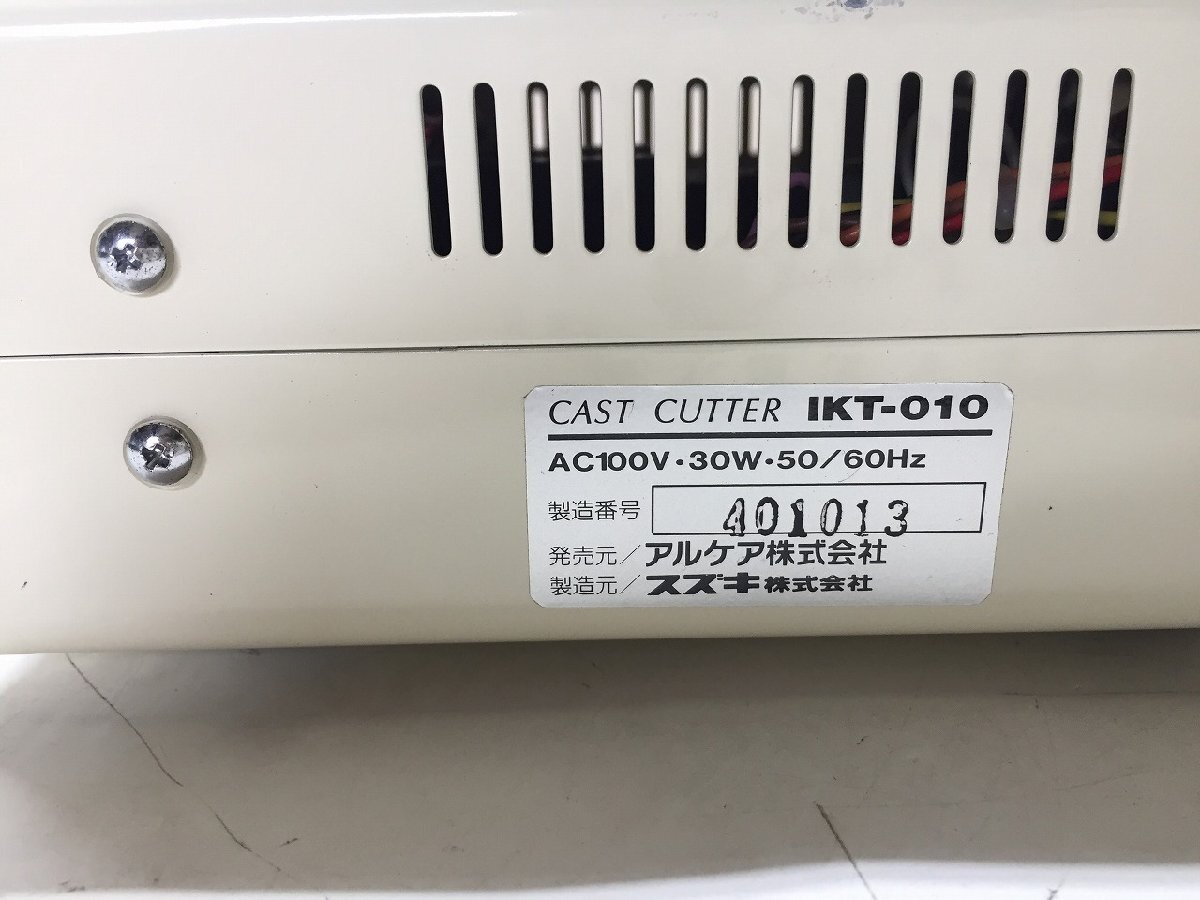 CAST CUTTER IKT-010
AC100V・30W・50/60Hz
製造番号 401013
発売元/アルケア株式会社
製造元/スズキ株式会社